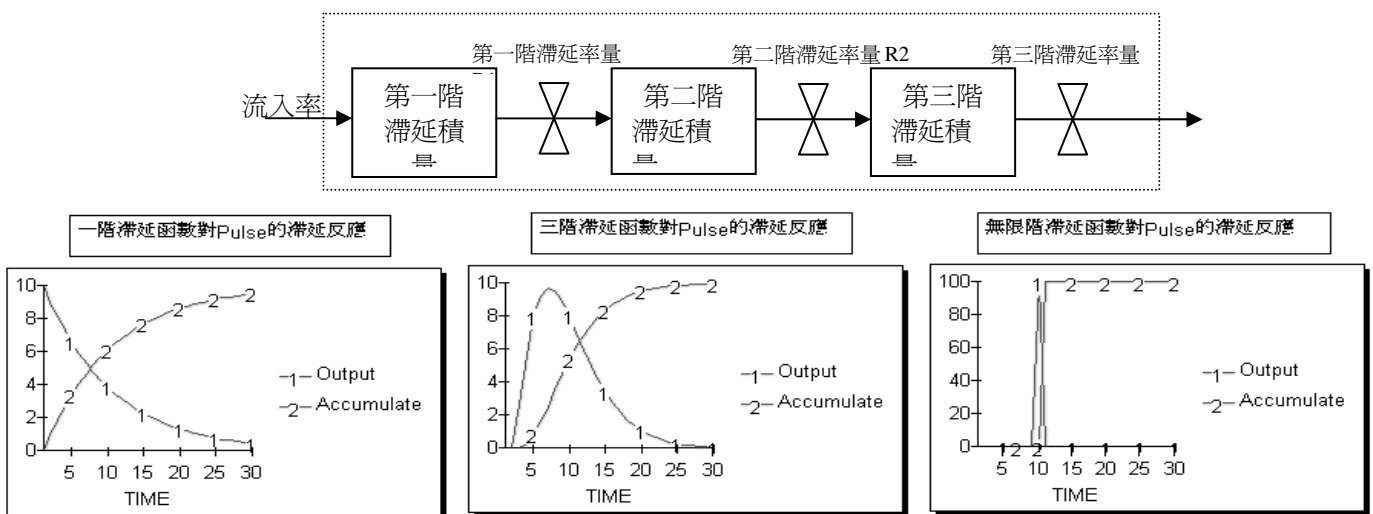 第一階滯延率量
第二階滯延率量 R2
第三階滯延率量
流入率
第一階
滯延積
第二階
滯延積
第三階
滯延積
一階滯延函數對Pulse的滯延反應
三階滯延函數對Pulse的滯延反應
無限階滯延函數對Pulse的滯延反應
10
8
6
4
2
0
5 10 15 20 25 30
TIME
1 Output
2 Accumulate
10
8
6
4
2
0
5 10 15 20 25 30
TIME
1 Output
2 Accumulate
100
80
60
40
20
0
5 10 15 20 25 30
TIME
1 Output
2 Accumulate